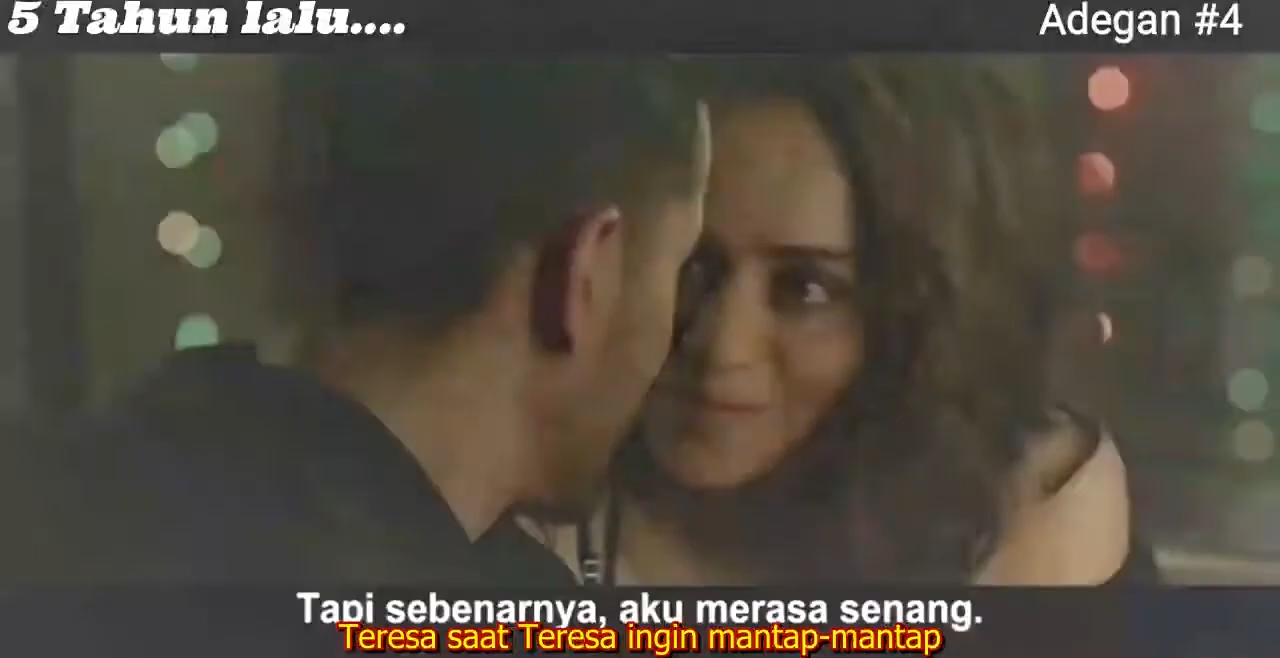 5 Tahun lalu....
Adegan #4
Tapi sebenarnya, aku merasa senang.
Teresa saat Teresa ingin mantap-mantap